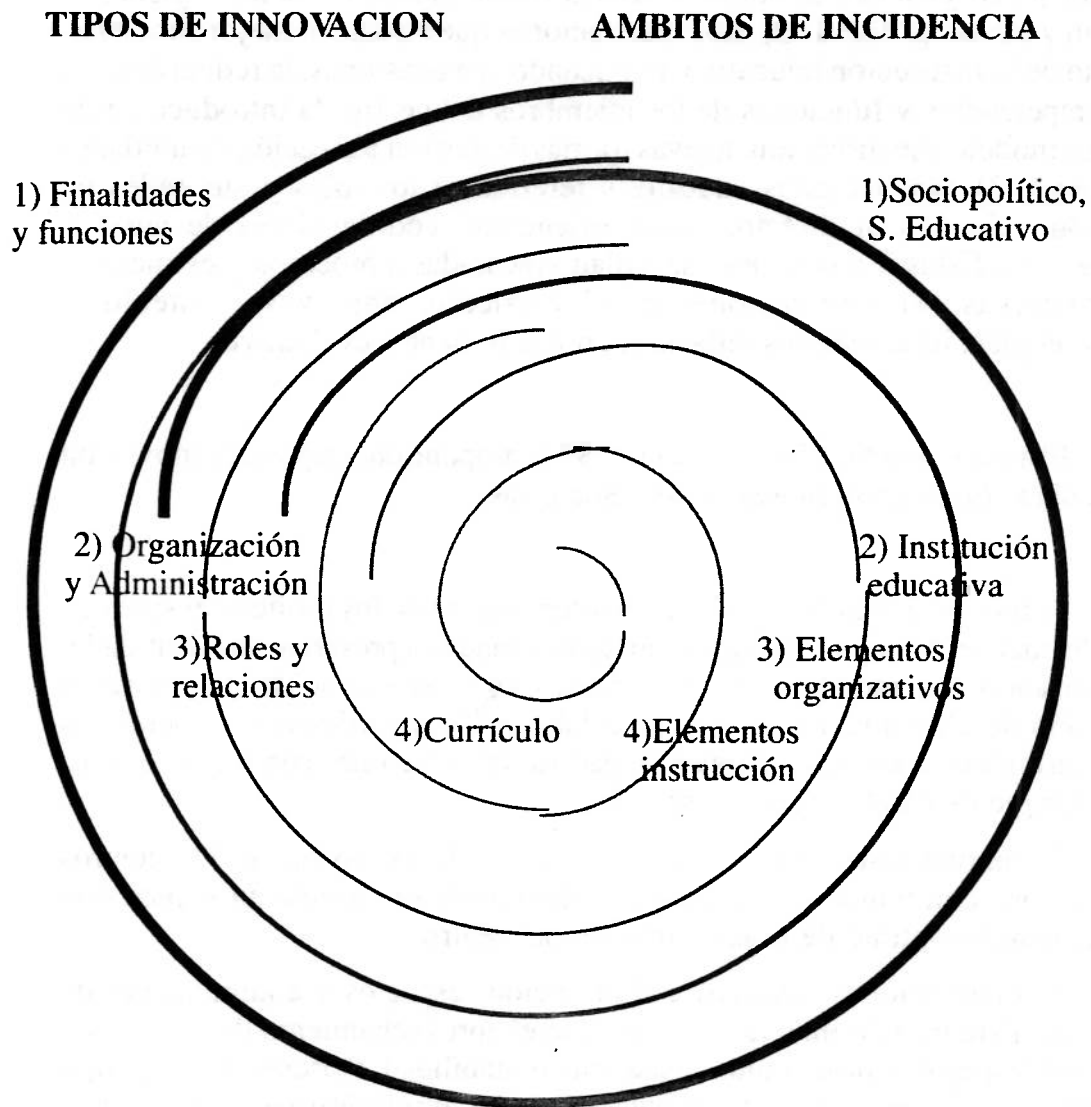 TIPOS DE INNOVACION
AMBITOS DE INCIDENCIA
1) Finalidades
y funciones
1)Sociopolítico,
S. Educativo
2) Organización
y Administración
2) Institución
educativa
3)Roles y
relaciones
3) Elementos
organizativos
4)Currículo
4)Elementos
instrucción